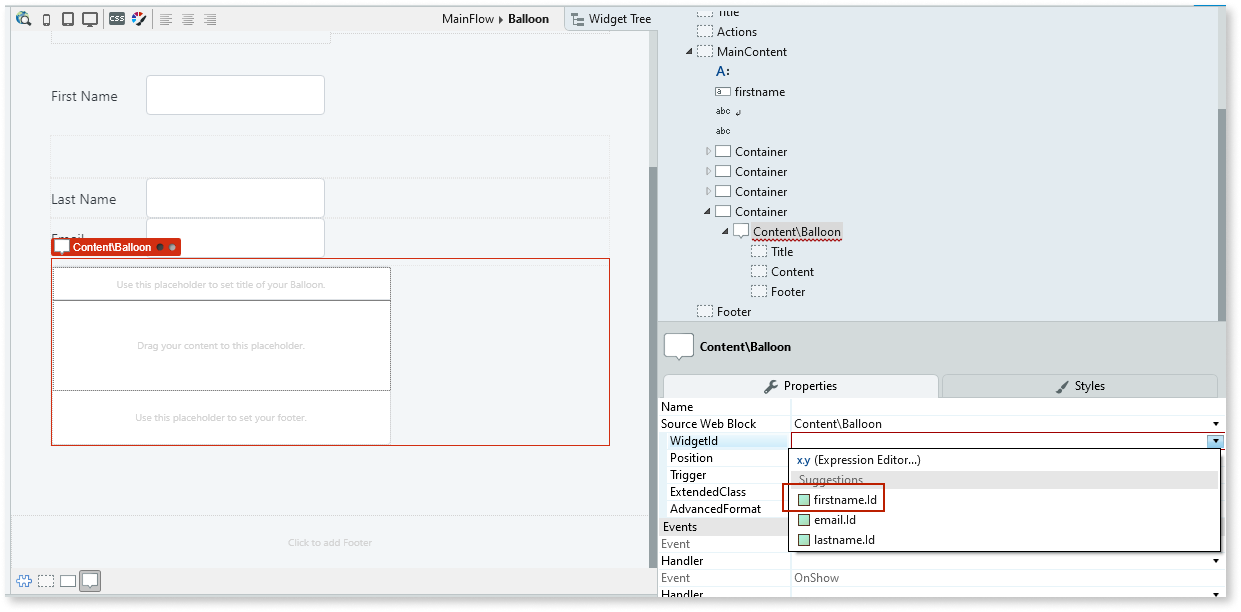 css
MainFlow ▸ Balloon
Widget Tree
First Name
Last Name
Email
Content\Balloon
Use this placeholder to set title of your Balloon.
Drag your content to this placeholder.
Use this placeholder to set your footer.
Click to add Footer
Title
Actions
MainContent
A:
a firstname
abc
abc
Container
Container
Container
Container
Content\Balloon
Title
Content
Footer
Footer
Content\Balloon
Properties
Styles
Name
Source Web Block Content\Balloon
WidgetId
Position
Trigger
ExtendedClass
AdvancedFormat
x.y (Expression Editor...)
Suggestions
firstname.Id
email.Id
lastname.Id
Events
Event
Handler
Event OnShow
Handler